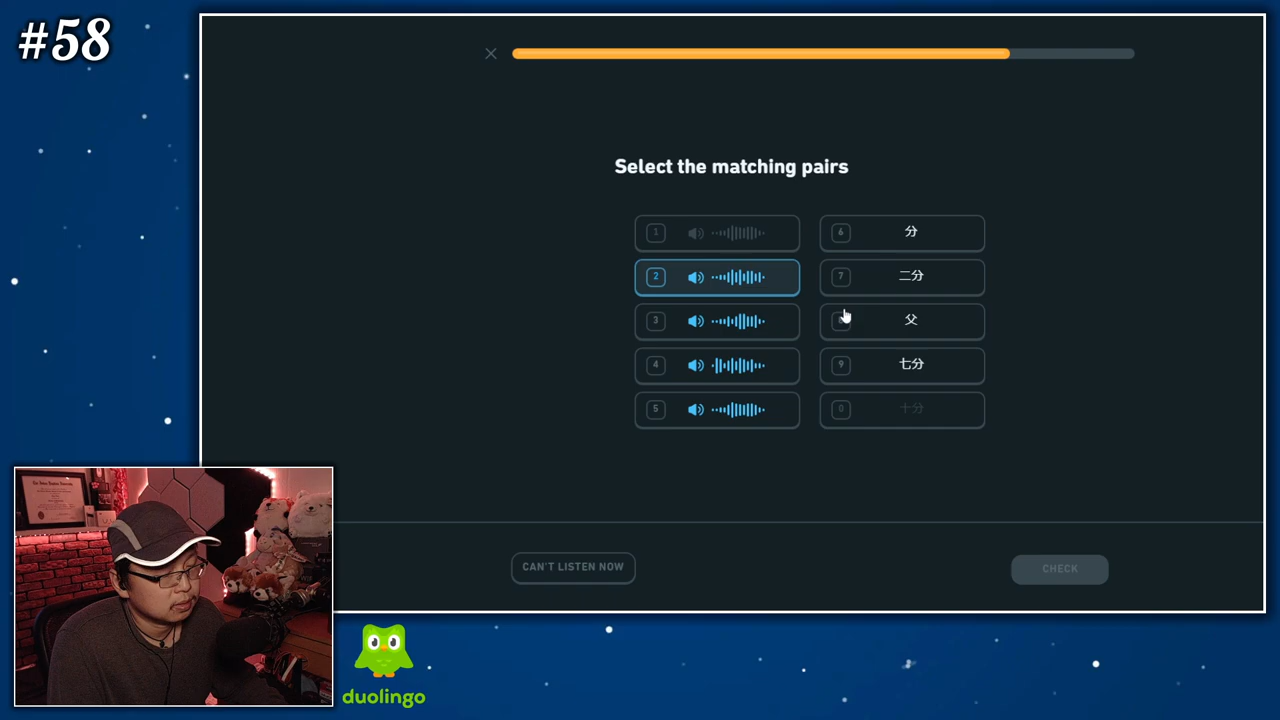 #58
Select the matching pairs
1
6 分
2
7 二分
3
父
4
9 七分
5
0 十分
CAN'T LISTEN NOW
CHECK
duolingo